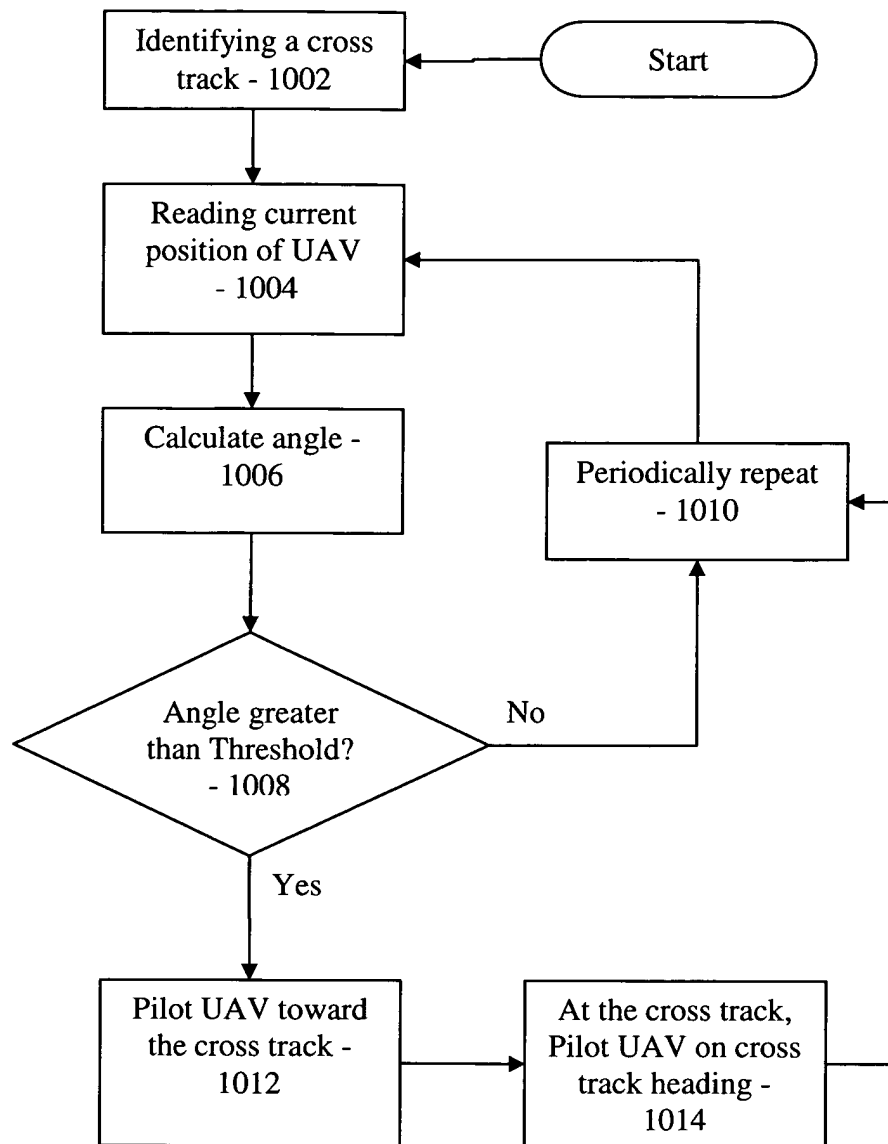 Identifying a cross
track - 1002
Start
Reading current
position of UAV
- 1004
Calculate angle -
1006
Periodically repeat
- 1010
Angle greater
than Threshold?
- 1008
No
Yes
Pilot UAV toward
the cross track -
1012
At the cross track,
Pilot UAV on cross
track heading -
1014